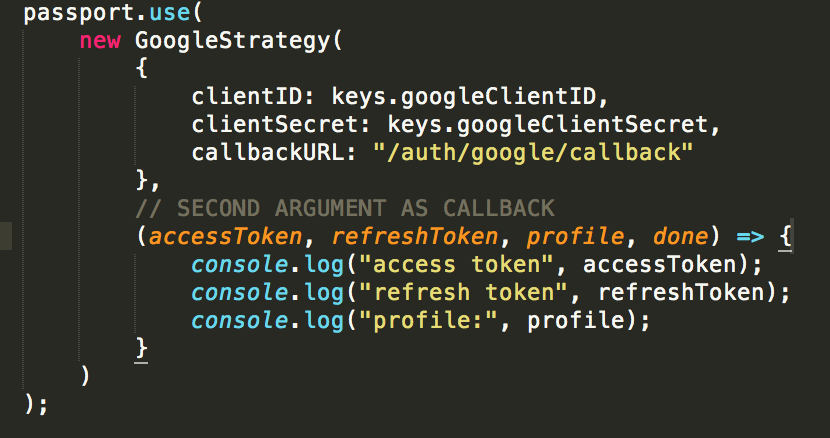 passport.use(
new GoogleStrategy(
{
clientID: keys.googleClientID,
clientSecret: keys.googleClientSecret,
callbackURL: "/auth/google/callback"
},
// SECOND ARGUMENT AS CALLBACK
(accessToken, refreshToken, profile, done) => {
console.log("access token", accessToken);
console.log("refresh token", refreshToken);
console.log("profile:", profile);
}
)
);